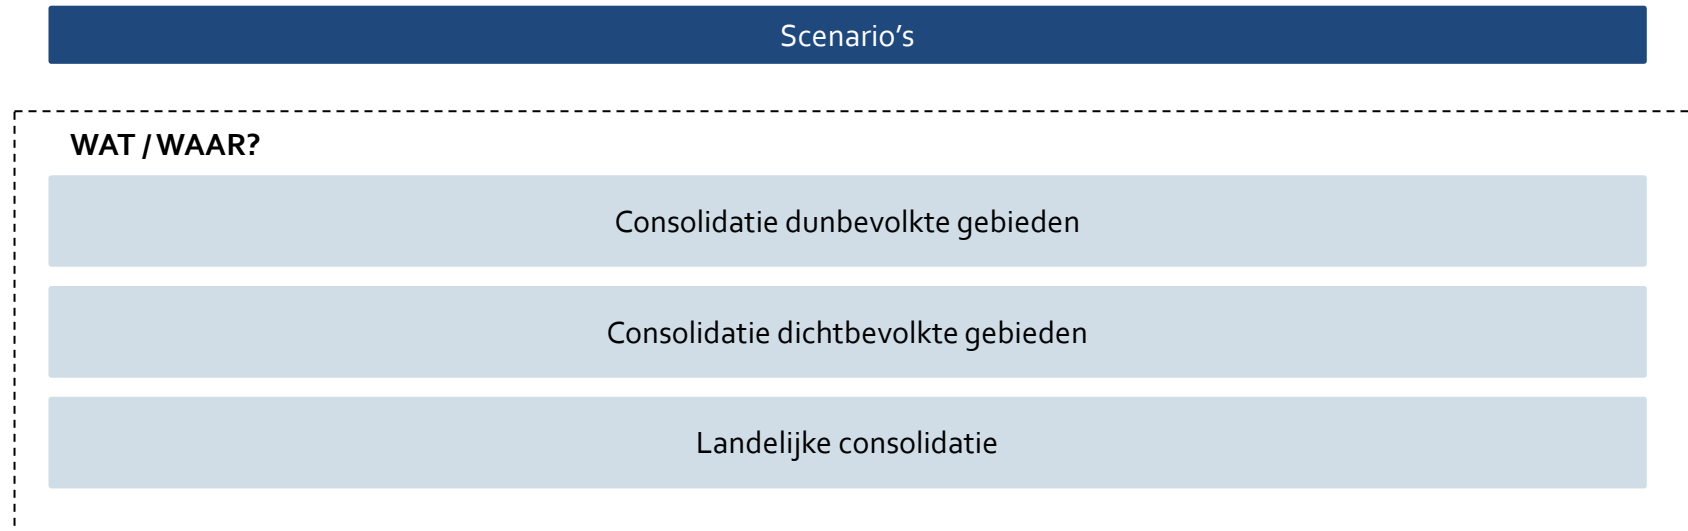 Scenario’s
WAT / WAAR?
Consolidatie dunbevolkte gebieden
Consolidatie dichtbevolkte gebieden
Landelijke consolidatie